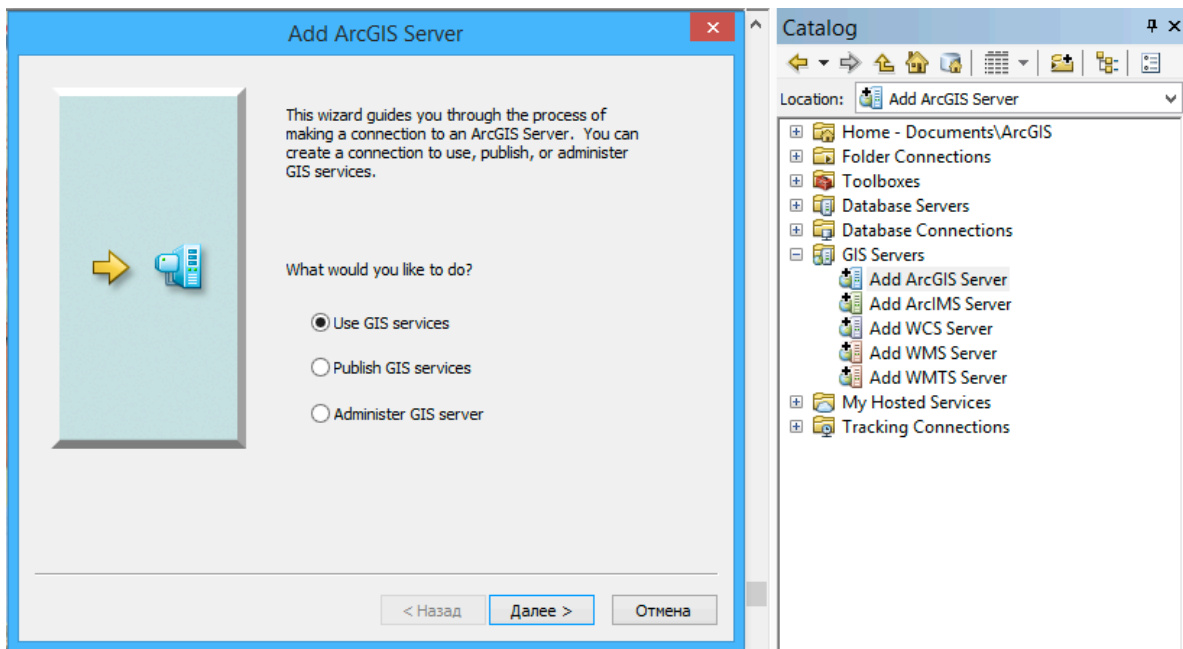 Add ArcGIS Server
This wizard guides you through the process of
making a connection to an ArcGIS Server. You can
create a connection to use, publish, or administer
GIS services.
What would you like to do?
Use GIS services
Publish GIS services
Administer GIS server
< Назад
Далее >
Отмена
Catalog
Location:
Add ArcGIS Server
Home - Documents\ArcGIS
Folder Connections
Toolboxes
Database Servers
Database Connections
GIS Servers
Add ArcGIS Server
Add ArcIMS Server
Add WCS Server
Add WMS Server
Add WMTS Server
My Hosted Services
Tracking Connections